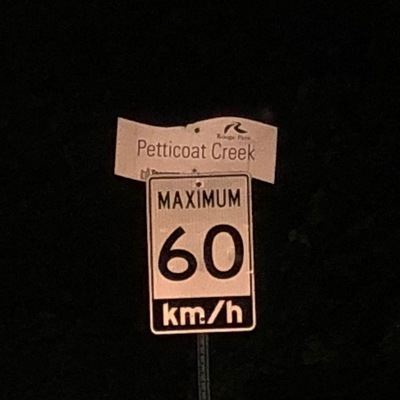 Rouge Park
Petticoat Creek
MAXIMUM
60
km/h